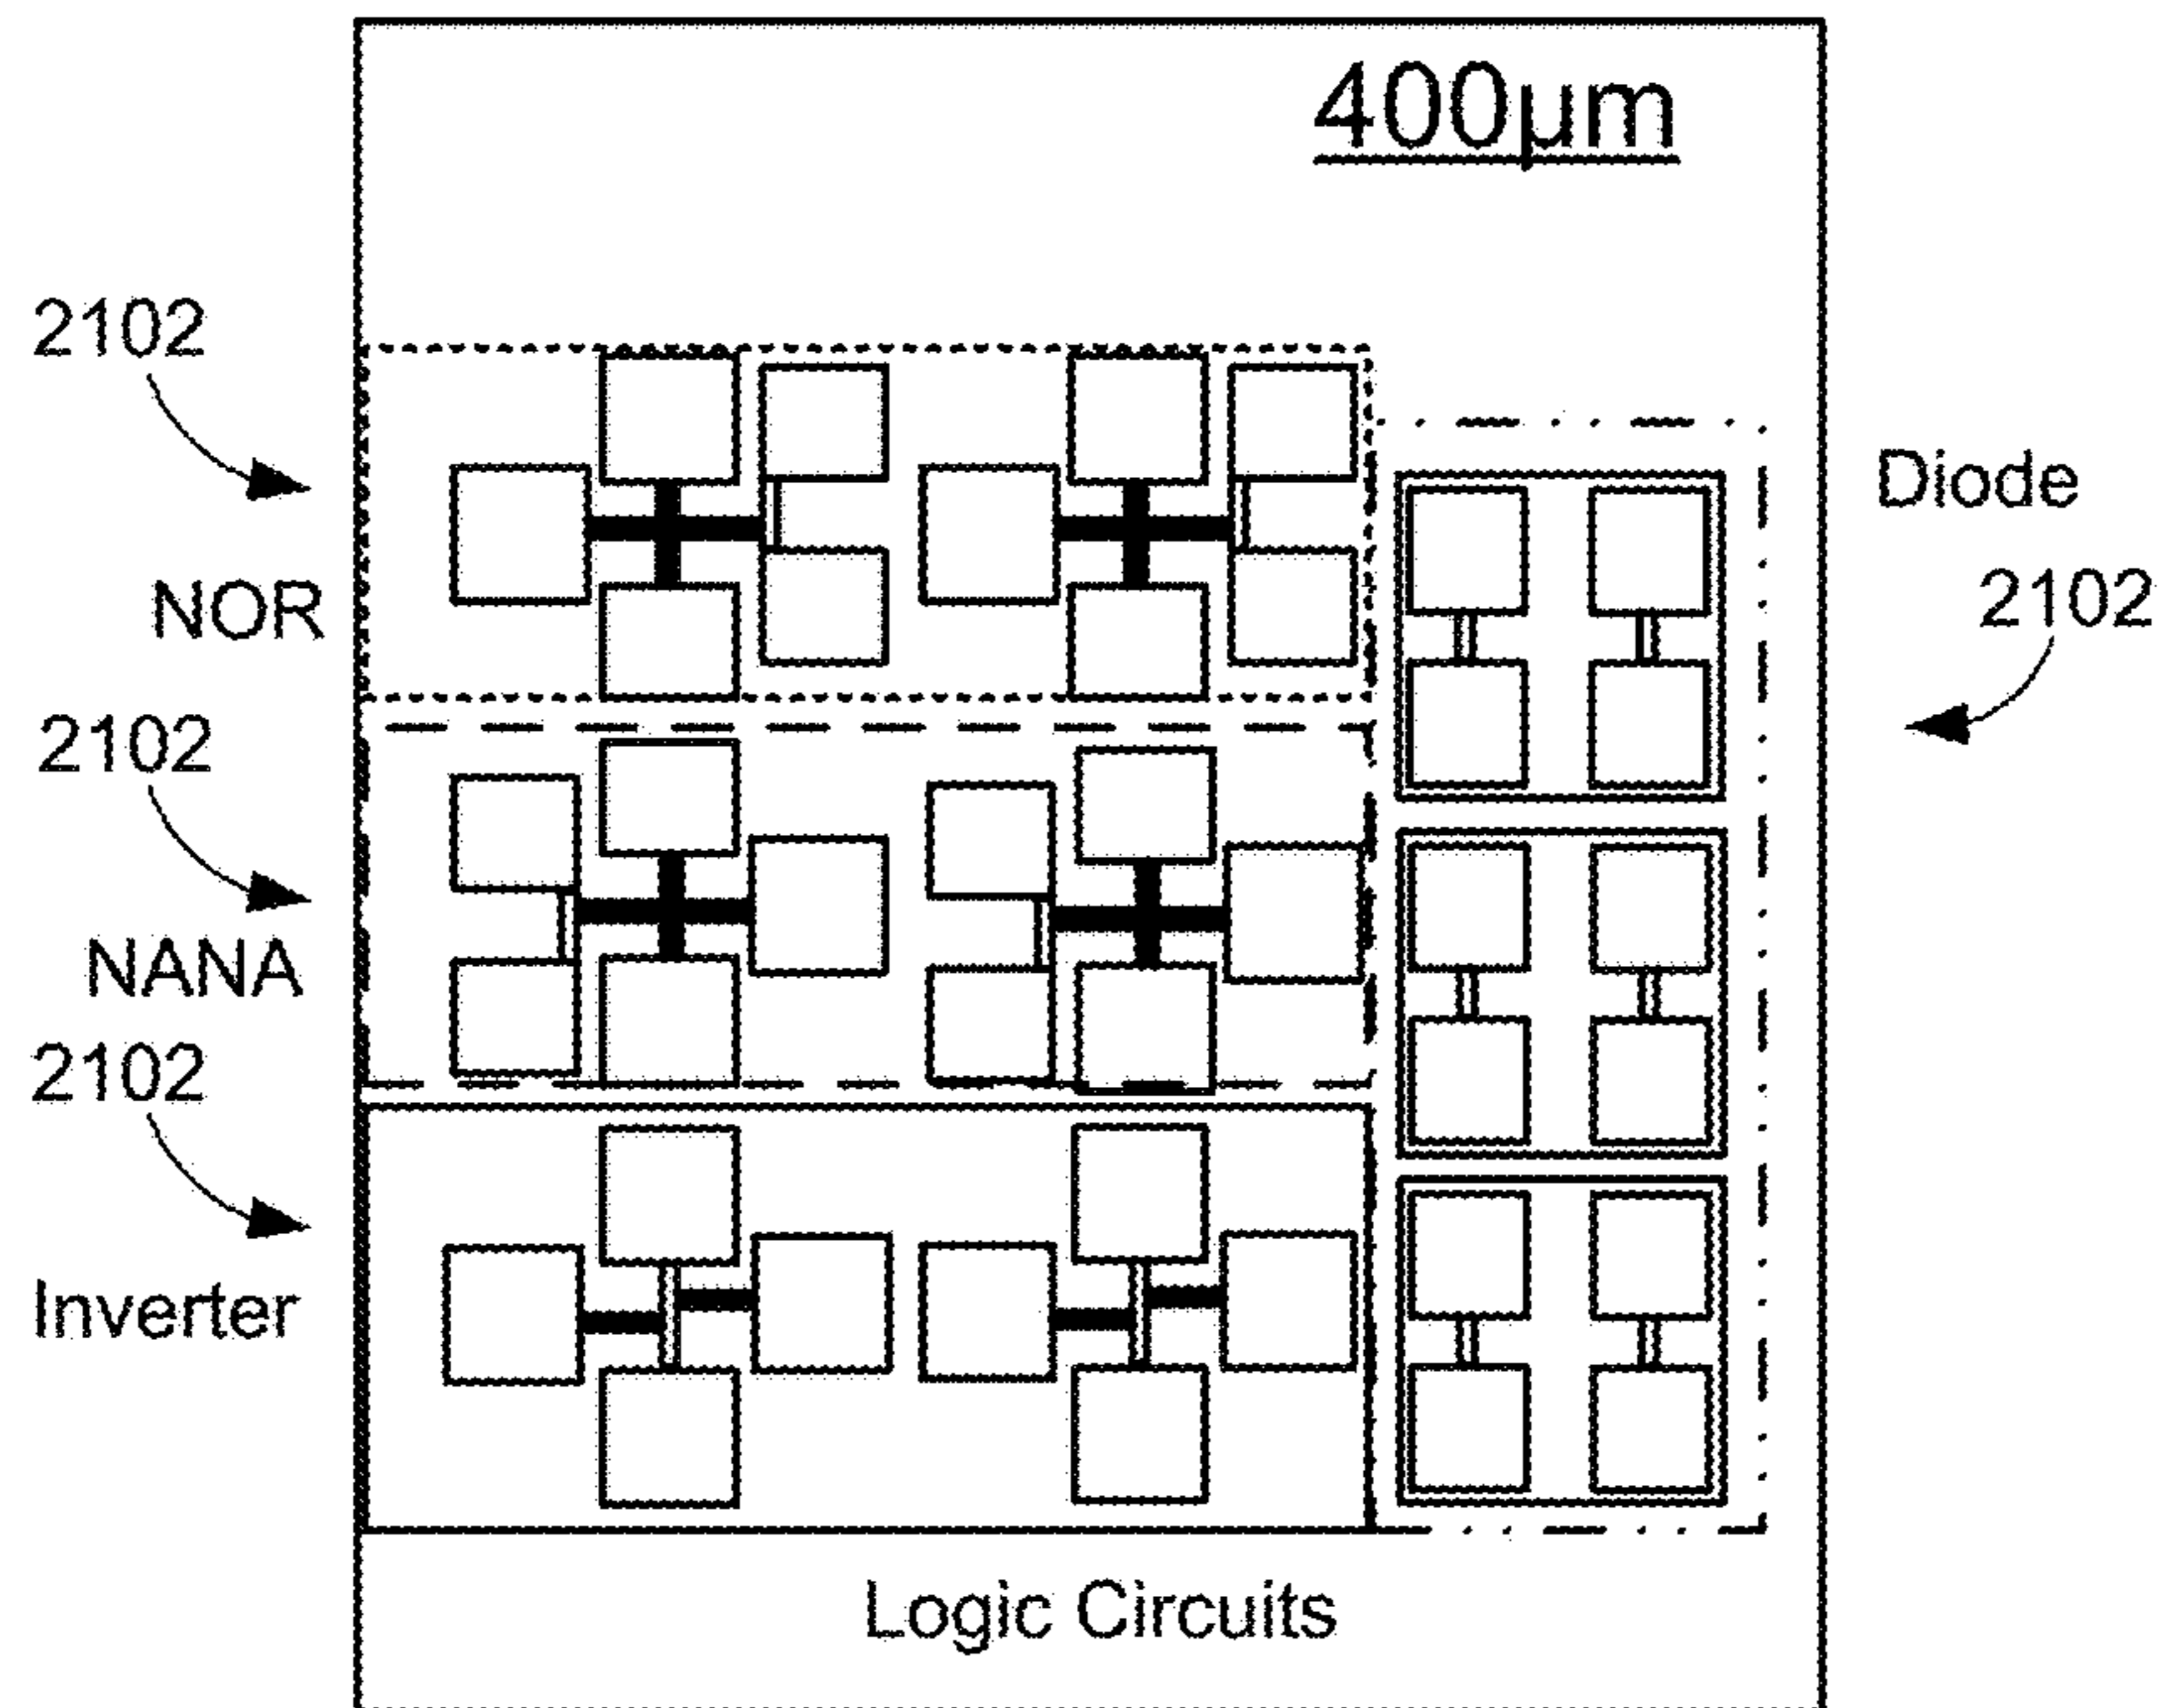 400µm
2102
Diode
NOR
2102
2102
NANA
2102
Inverter
Logic Circuits